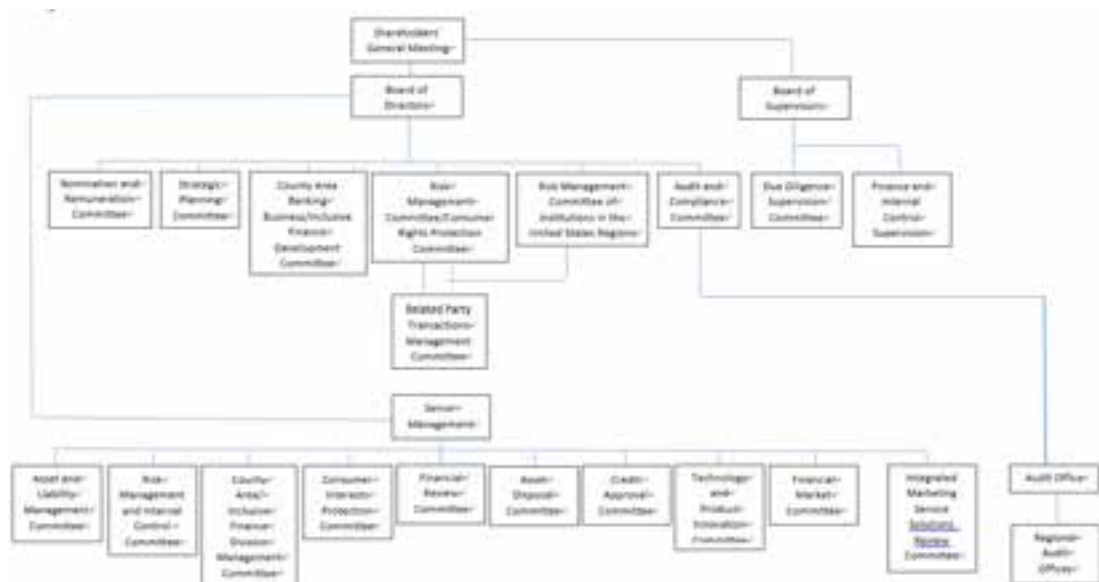 Shareholders'
General Meeting
Board of
Directors
Board of
Supervisors
Nomination and
Remuneration
Committee
Strategic
Planning
Committee
County Area
Banking
Business/Inclusive
Finance
Development
Committee
Risk
Management
Committee/Consumer
Rights Protection
Committee
Risk Management
Committee of
Institutions in the
United States Regions
Audit and
Compliance
Committee
Due Diligence
Supervision
Committee
Finance and
Internal
Control
Supervision
Related Party
Transactions
Management
Committee
Senior
Management
Asset and
Liability
Management
Committee
Risk
Management
and Internal
Control
Committee
County
Area/
Inclusive
Finance
Division
Management
Committee
Consumer
Interests
Protection
Committee
Financial
Review
Committee
Asset
Disposal
Committee
Credit
Approval
Committee
Technology
and
Product
Innovation
Committee
Financial
Market
Committee
Integrated
Marketing
Service
Solutions
Review
Committee
Audit Office
Regional
Audit
Offices